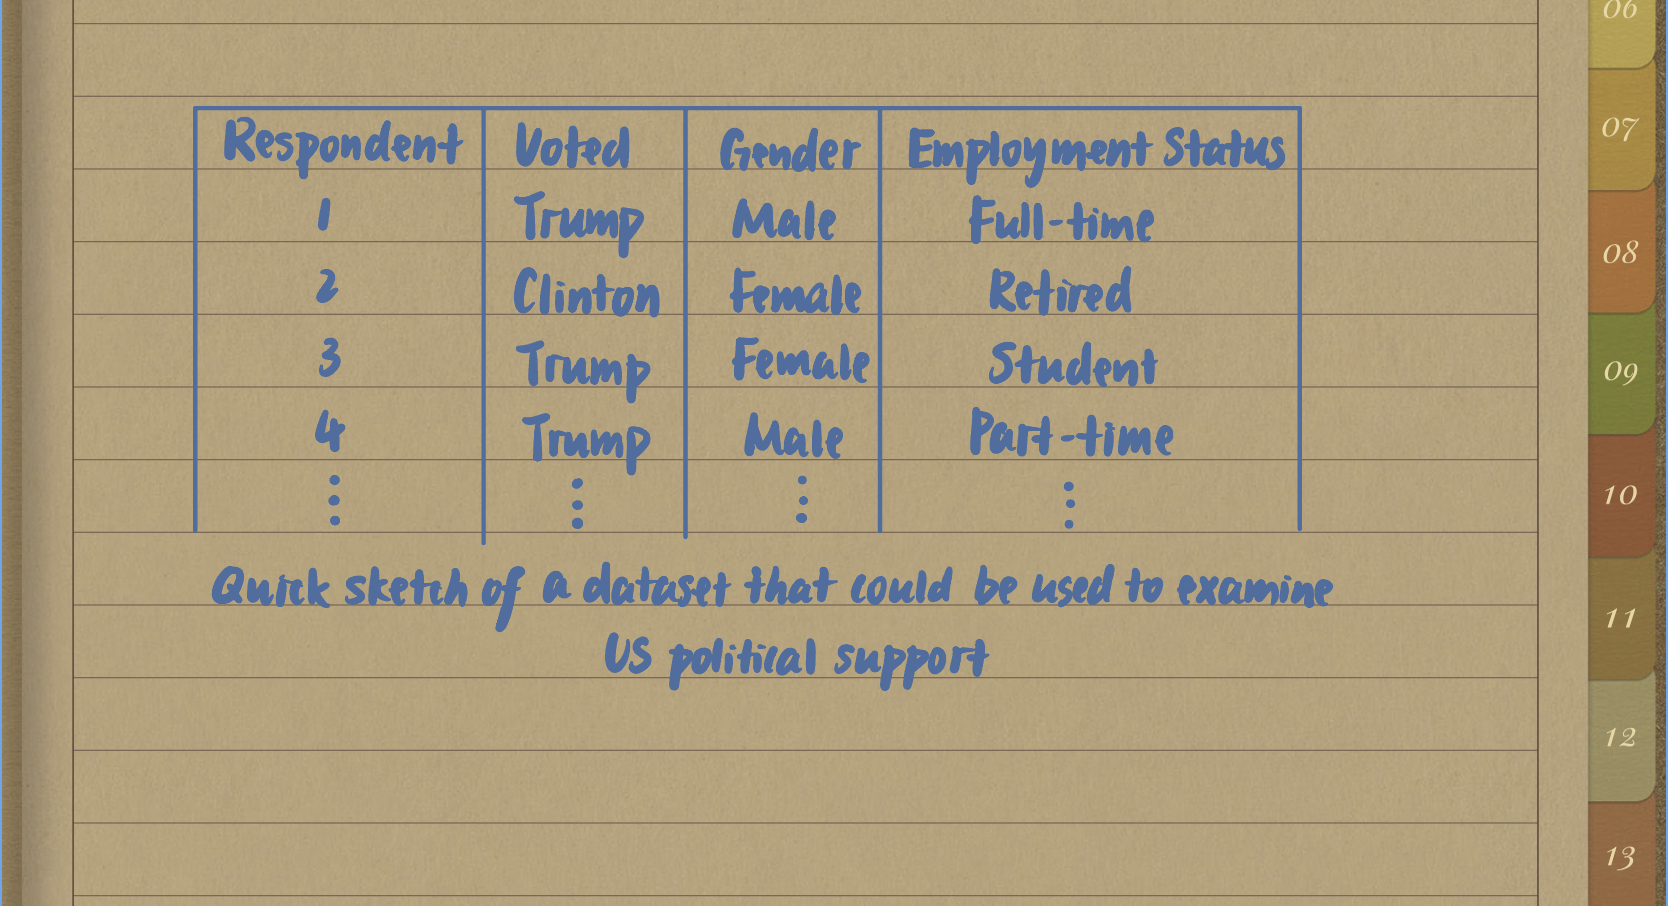 06
Respondent Voted Gender Employment Status
07
1 Trump Male Full-time
08
2 Clinton Female Retired
3 Trump Female Student
09
4 Trump Male Part-time
10
Quick sketch of a dataset that could be used to examine
11
US political support
12
13